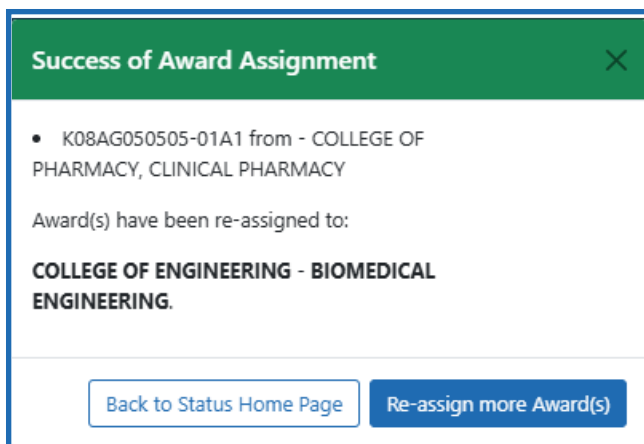 Success of Award Assignment
• K08AG050505-01A1 from - COLLEGE OF
PHARMACY, CLINICAL PHARMACY
Award(s) have been re-assigned to:
COLLEGE OF ENGINEERING - BIOMEDICAL
ENGINEERING.
Back to Status Home Page
Re-assign more Award(s)